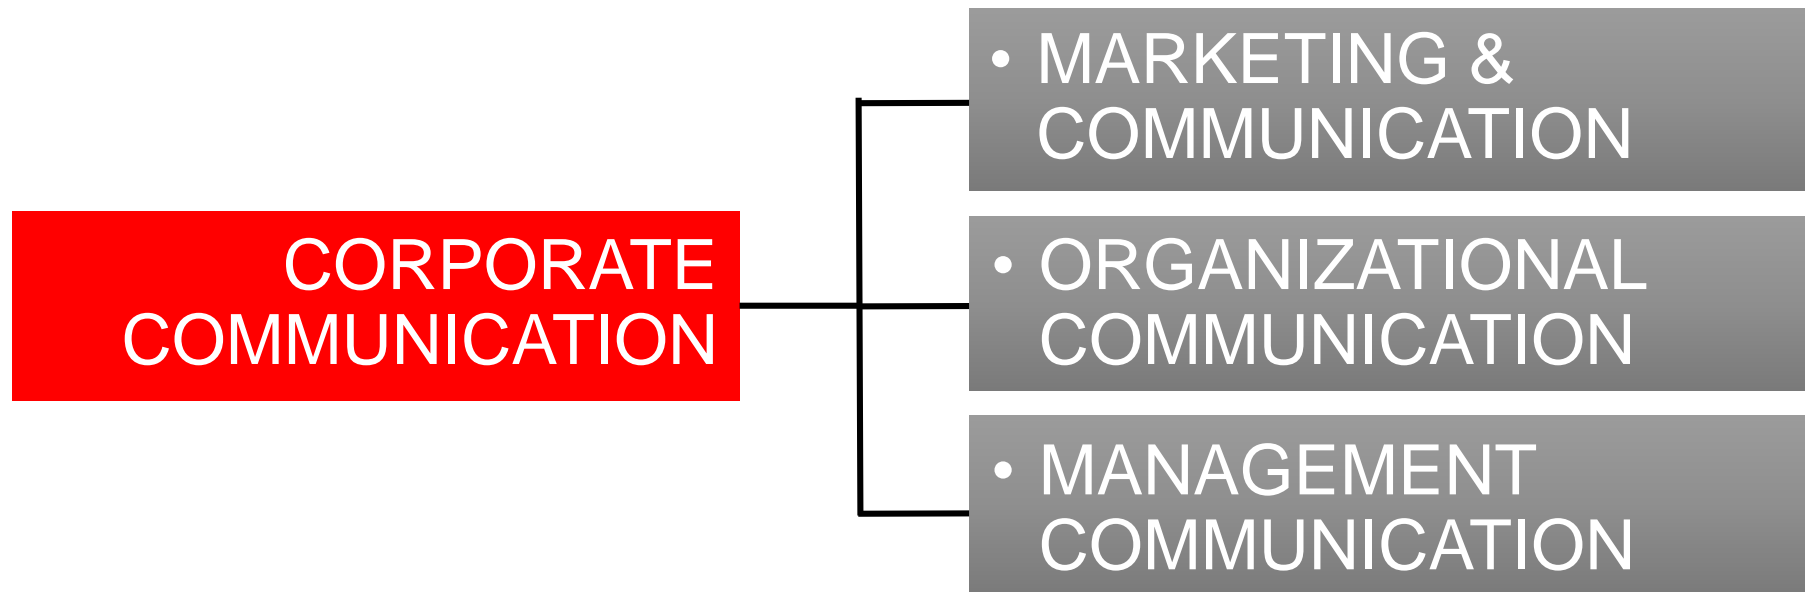 CORPORATE
COMMUNICATION
• MARKETING &
COMMUNICATION
• ORGANIZATIONAL
COMMUNICATION
• MANAGEMENT
COMMUNICATION